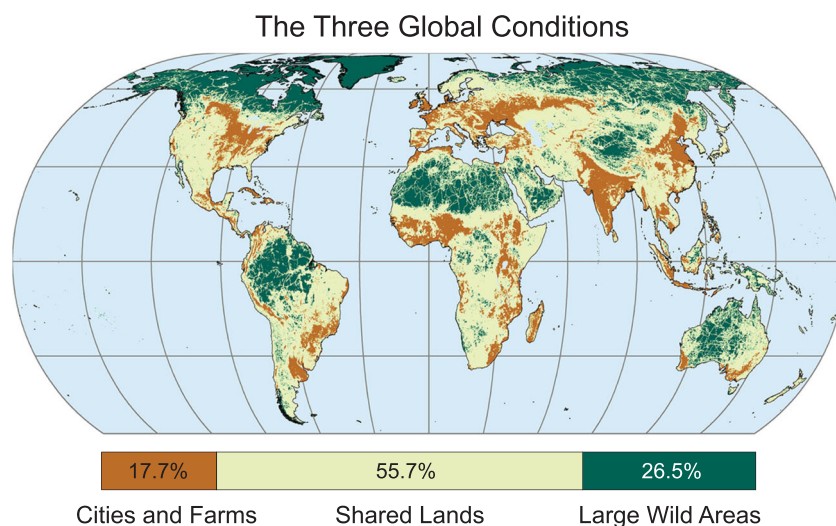 The Three Global Conditions
17.7% 55.7% 26.5%
Cities and Farms Shared Lands Large Wild Areas